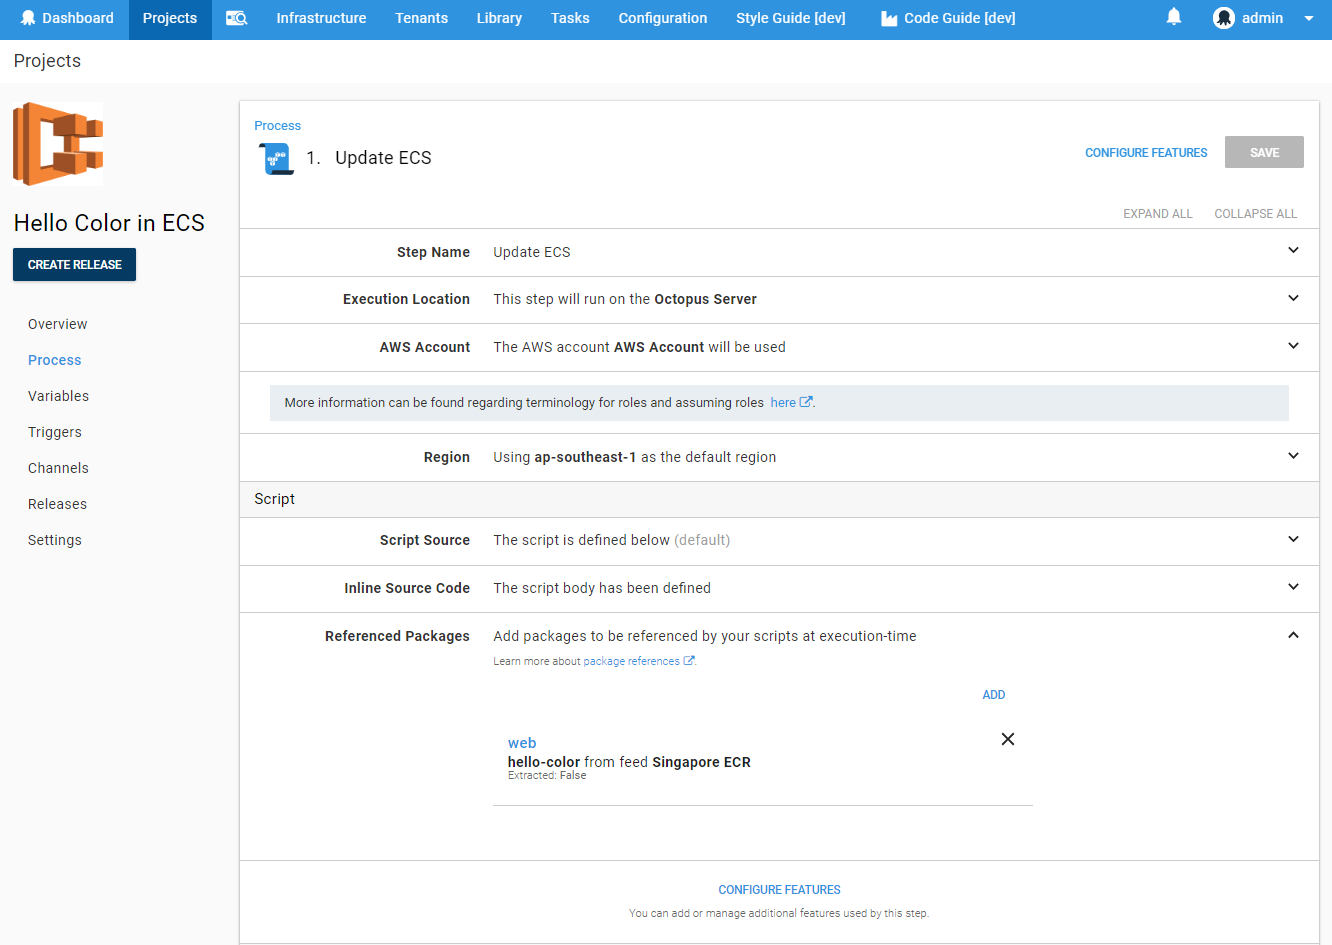 Dashboard Projects Infrastructure Tenants Library Tasks Configuration Style Guide [dev] Code Guide [dev] admin
Projects
Hello Color in ECS
CREATE RELEASE
Overview
Process
Variables
Triggers
Channels
Releases
Settings
Process
1. Update ECS
CONFIGURE FEATURES SAVE
EXPAND ALL COLLAPSE ALL
Step Name Update ECS
Execution Location This step will run on the Octopus Server
AWS Account The AWS account AWS Account will be used
More information can be found regarding terminology for roles and assuming roles here.
Region Using ap-southeast-1 as the default region
Script
Script Source The script is defined below (default)
Inline Source Code The script body has been defined
Referenced Packages Add packages to be referenced by your scripts at execution-time
Learn more about package references.
ADD
web
hello-color from feed Singapore ECR
Extracted: False
CONFIGURE FEATURES
You can add or manage additional features used by this step.